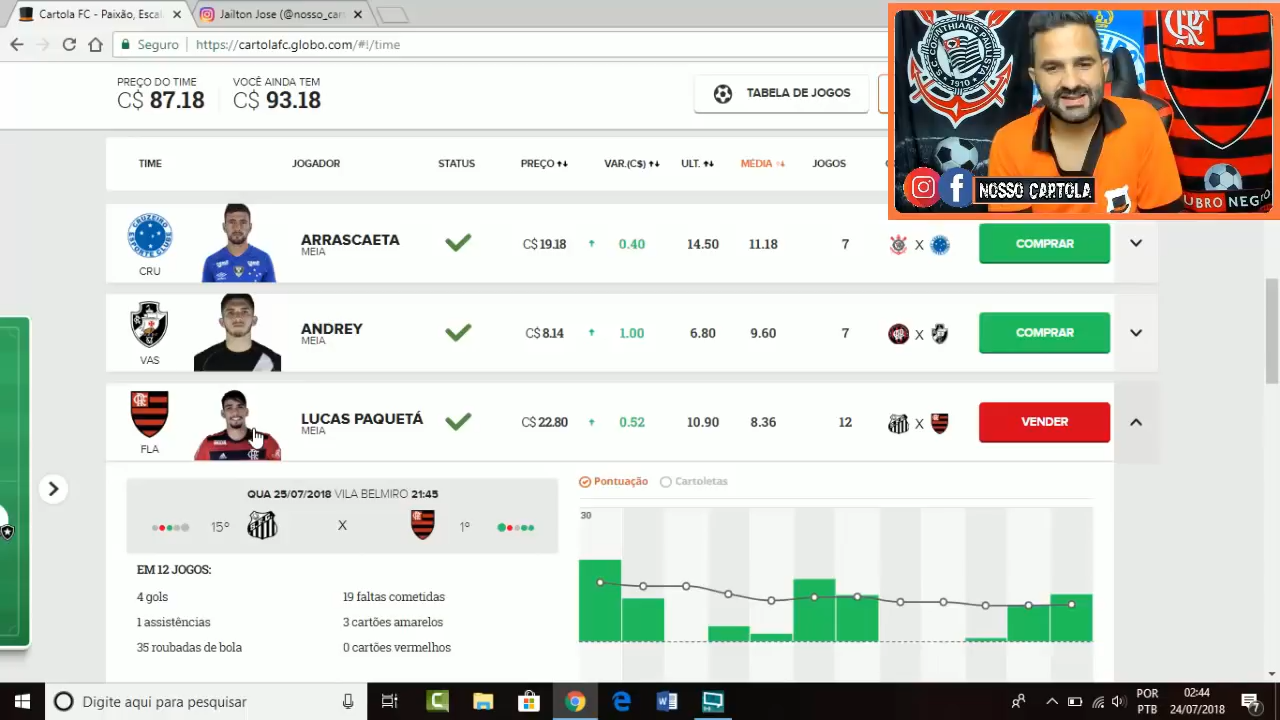 Cartola FC - Paixão, Escal
Jailton Jose (@nosso_car
Seguro
https://cartolafc.globo.com/#!/time
PREÇO DO TIME
C$ 87.18
VOCÊ AINDA TEM
C$ 93.18
TABELA DE JOGOS
CORINTHIANS PAULISTA
1910
NOSSO CARTOLA
UBRO NEGRO
TIME
JOGADOR
STATUS
PREÇO
VAR.(C$)
ULT.
MÉDIA
JOGOS
CRU
ARRASCAETA
MEIA
C$ 19.18
0.40
14.50
11.18
7
X
COMPRAR
VAS
ANDREY
MEIA
C$ 8.14
1.00
6.80
9.60
7
X
COMPRAR
FLA
LUCAS PAQUETÁ
MEIA
C$ 22.80
0.52
10.90
8.36
12
X
VENDER
QUA 25/07/2018 VILA BELMIRO 21:45
15º
X
1º
EM 12 JOGOS:
4 gols
19 faltas cometidas
1 assistências
3 cartões amarelos
35 roubadas de bola
0 cartões vermelhos
Pontuação
Cartoletas
30
Digite aqui para pesquisar
POR
PTB
02:44
24/07/2018
7